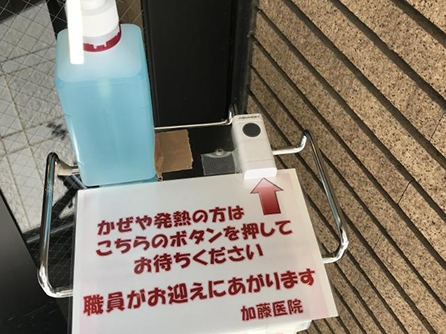 かぜや発熱の方は
こちらのボタンを押して
お待ちください
職員がお迎えにあがります
加藤医院